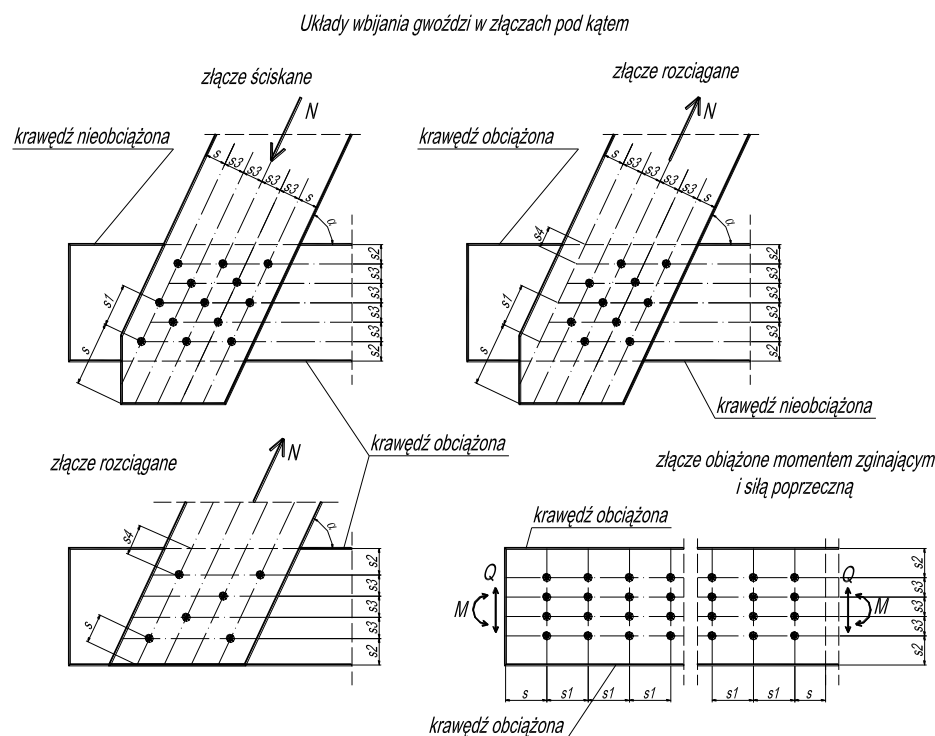 Układy wbijania gwoździ w złączach pod kątem
złącze ściskane
N
krawędź nieobciążona
s
s3
s3
s3
s3
s
α
s2
s3
s3
s3
s3
s2
s1
s
złącze rozciągane
N
krawędź obciążona
s
s3
s3
s3
s3
s
α
s4
s1
s
s2
s3
s3
s3
s3
s2
krawędź nieobciążona
krawędź obciążona
złącze rozciągane
N
s4
s
α
s2
s3
s3
s3
s2
złącze obiążone momentem zginającym
i siłą poprzeczną
krawędź obciążona
Q
M
Q
M
s2
s3
s3
s3
s2
s
s1
s1
s1
s1
s1
s
krawędź obciążona